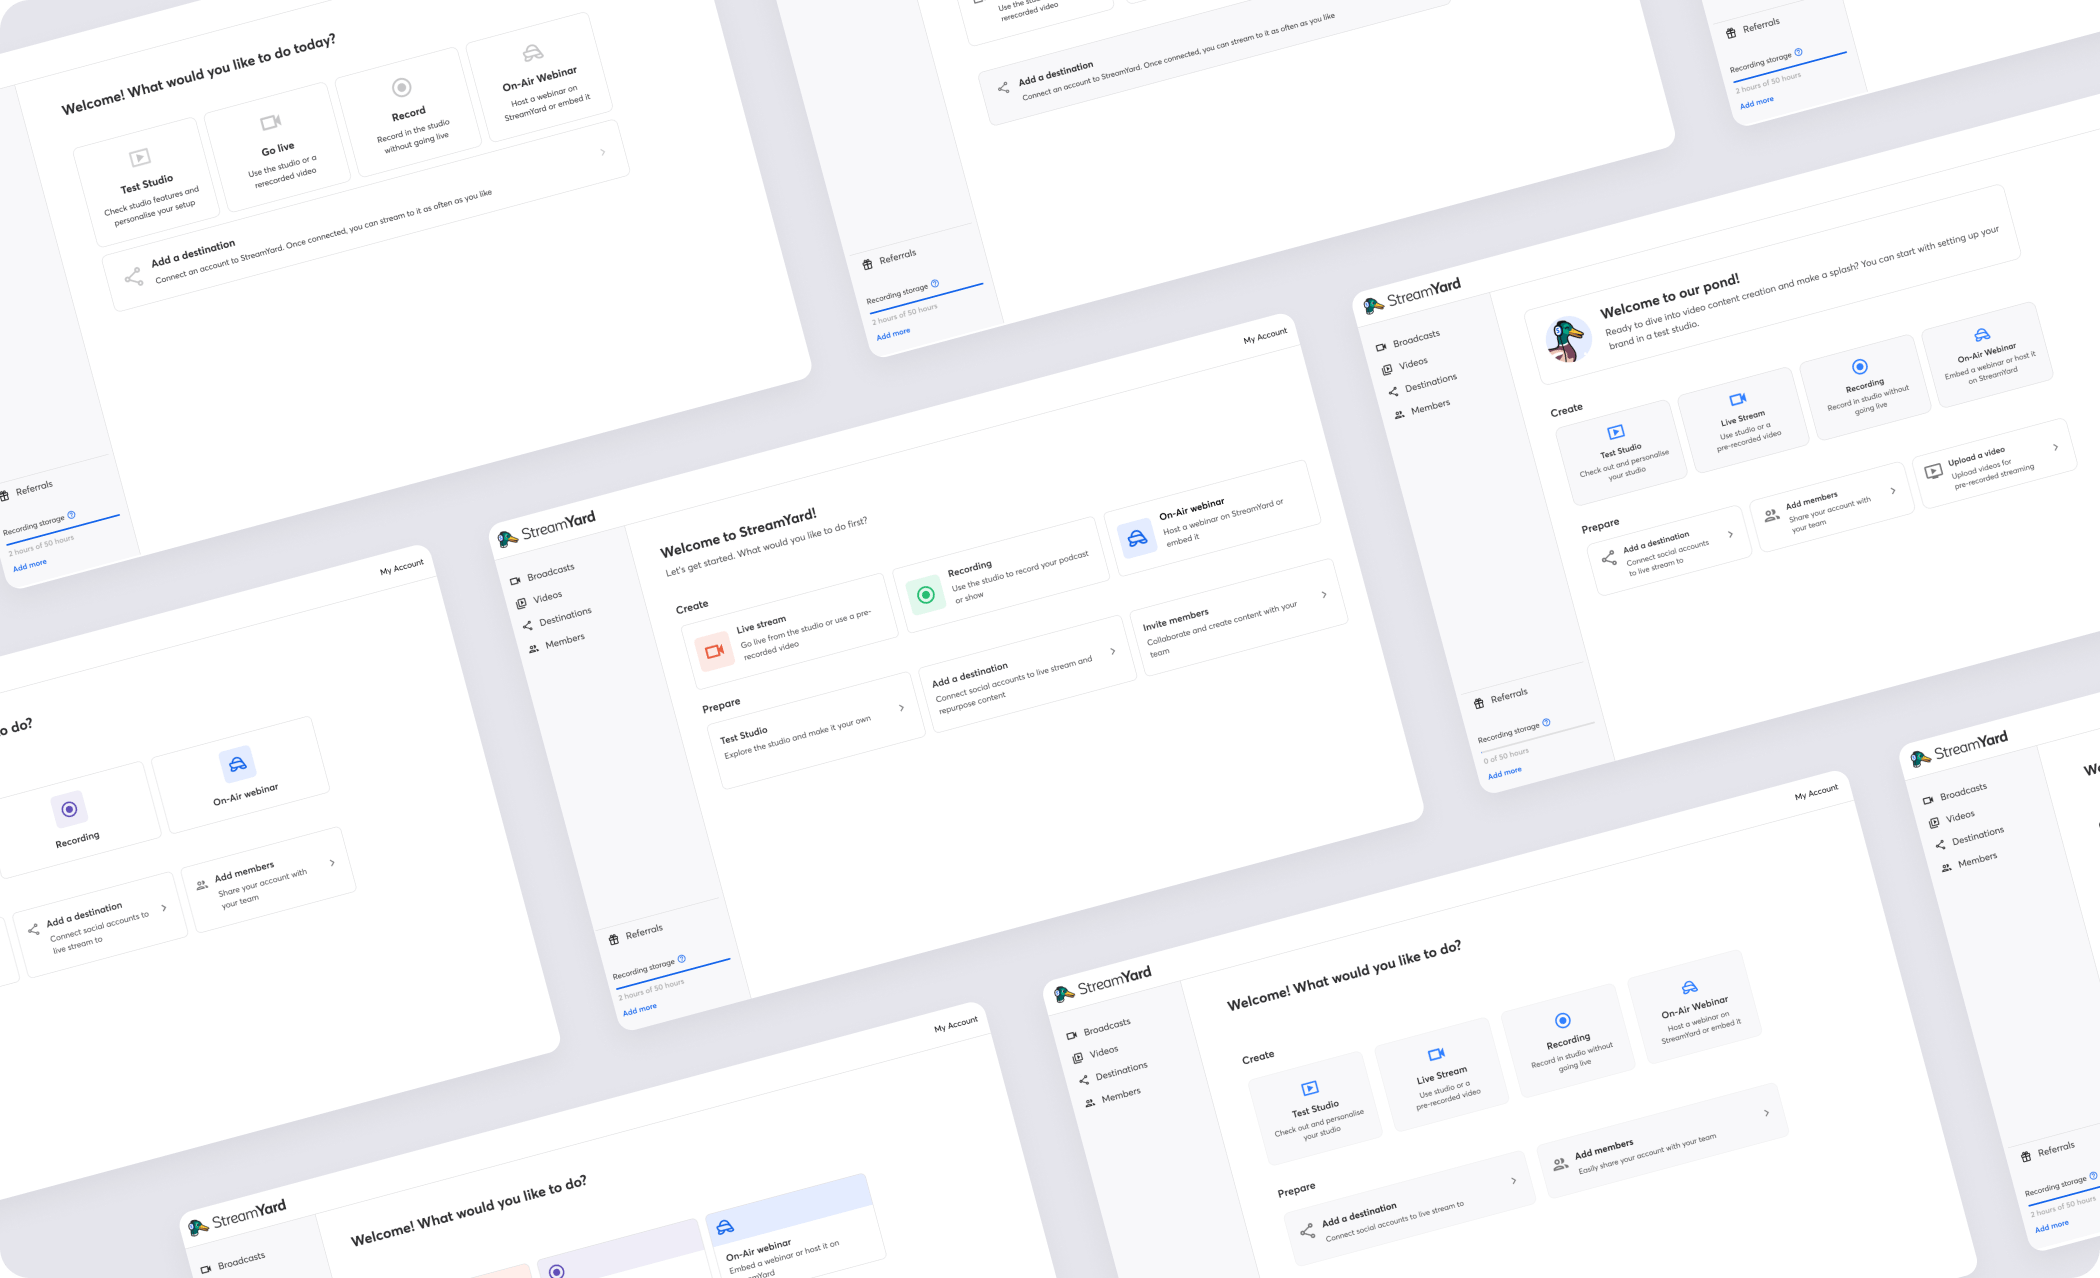 Welcome! What would you like to do today?
Test Studio
Check studio features and
personalise your setup
Go live
Use the studio or a
rerecorded video
Record
Record in the studio
without going live
On-Air Webinar
Host a webinar on
StreamYard or embed it
Add a destination
Connect an account to StreamYard. Once connected, you can stream to it as often as you like
Referrals
Recording storage
2 hours of 50 hours
Add more
rerecorded video
Add a destination
Connect an account to StreamYard. Once connected, you can stream to it as often as you like
Referrals
Recording storage
2 hours of 50 hours
Add more
Referrals
Recording storage
2 hours of 50 hours
Add more
My Account
to do?
Recording
On-Air webinar
Add a destination
Connect social accounts to
live stream to
Add members
Share your account with
your team
StreamYard
My Account
Broadcasts
Videos
Destinations
Members
Welcome to StreamYard!
Let's get started. What would you like to do first?
Create
Live stream
Go live from the studio or use a pre-
recorded video
Recording
Use the studio to record your podcast
or show
On-Air webinar
Host a webinar on StreamYard or
embed it
Prepare
Test Studio
Explore the studio and make it your own
Add a destination
Connect social accounts to live stream and
repurpose content
Invite members
Collaborate and create content with your
team
Referrals
Recording storage
2 hours of 50 hours
Add more
StreamYard
Broadcasts
Videos
Destinations
Members
Welcome to our pond!
Ready to dive into video content creation and make a splash? You can start with setting up your
brand in a test studio.
Create
Test Studio
Check out and personalise
your studio
Live Stream
Use studio or a
pre-recorded video
Recording
Record in studio without
going live
On-Air Webinar
Embed a webinar or host it
on StreamYard
Prepare
Add a destination
Connect social accounts
to live stream to
Add members
Share your account with
your team
Upload a video
Upload videos for
pre-recorded streaming
Referrals
Recording storage
0 of 50 hours
Add more
StreamYard
My Account
Broadcasts
Welcome! What would you like to do?
On-Air webinar
Embed a webinar or host it on
StreamYard
My Account
StreamYard
Broadcasts
Videos
Destinations
Members
Welcome! What would you like to do?
Create
Test Studio
Check out and personalise
your studio
Live Stream
Use studio or a
pre-recorded video
Recording
Record in studio without
going live
On-Air Webinar
Host a webinar on
StreamYard or embed it
Prepare
Add a destination
Connect social accounts to live stream to
Add members
Easily share your account with your team
StreamYard
Broadcasts
Videos
Destinations
Members
Referrals
Recording storage
2 hours of 50 hours
Add more